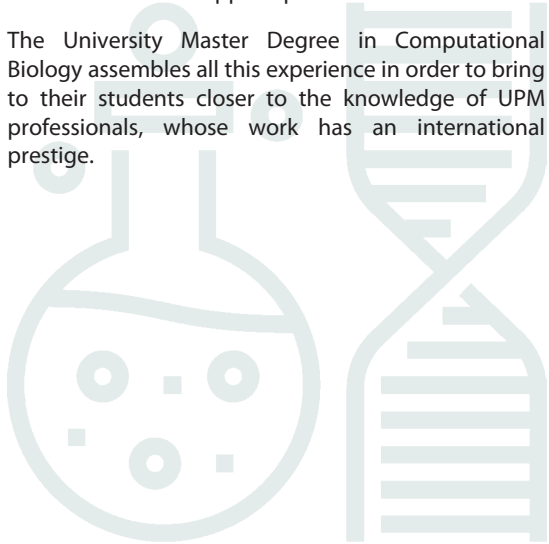 The University Master Degree in Computational
Biology assembles all this experience in order to bring
to their students closer to the knowledge of UPM
professionals, whose work has an international
prestige.